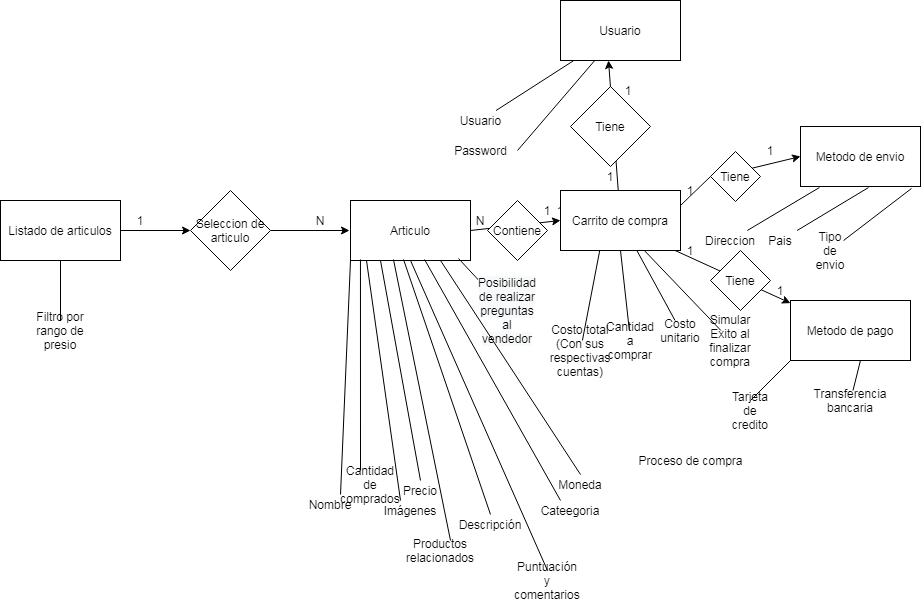 Usuario
Usuario
Password
1
Tiene
1
Metodo de envio
1
Tiene
1
Direccion
Pais
Tipo
de
envio
Listado de articulos
1
Seleccion de
articulo
N
Articulo
N
Contiene
1
1
Carrito de compra
1
Tiene
1
Metodo de pago
Filtro por
rango de
presio
Posibilidad
de realizar
preguntas
al
vendedor
Costo total
(Con sus
respectivas
cuentas)
Cantidad
a
comprar
Costo
unitario
Simular
Exito al
finalizar
compra
Tarjeta
de
credito
Transferencia
bancaria
Proceso de compra
Nombre
Cantidad
de
comprados
Precio
Imágenes
Productos
relacionados
Descripción
Puntuación
y
comentarios
Cateegoria
Moneda